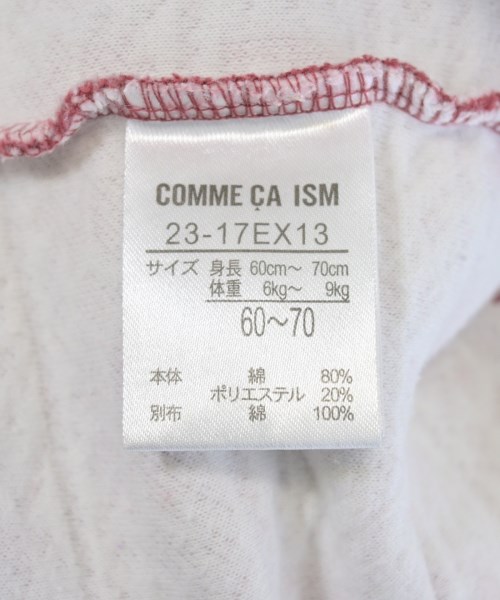 COMME ÇA ISM
23-17EX13
サイズ 身長 60cm〜 70cm
体重 6kg〜 9kg
60〜70
本体 綿 80%
ポリエステル 20%
別布 綿 100%